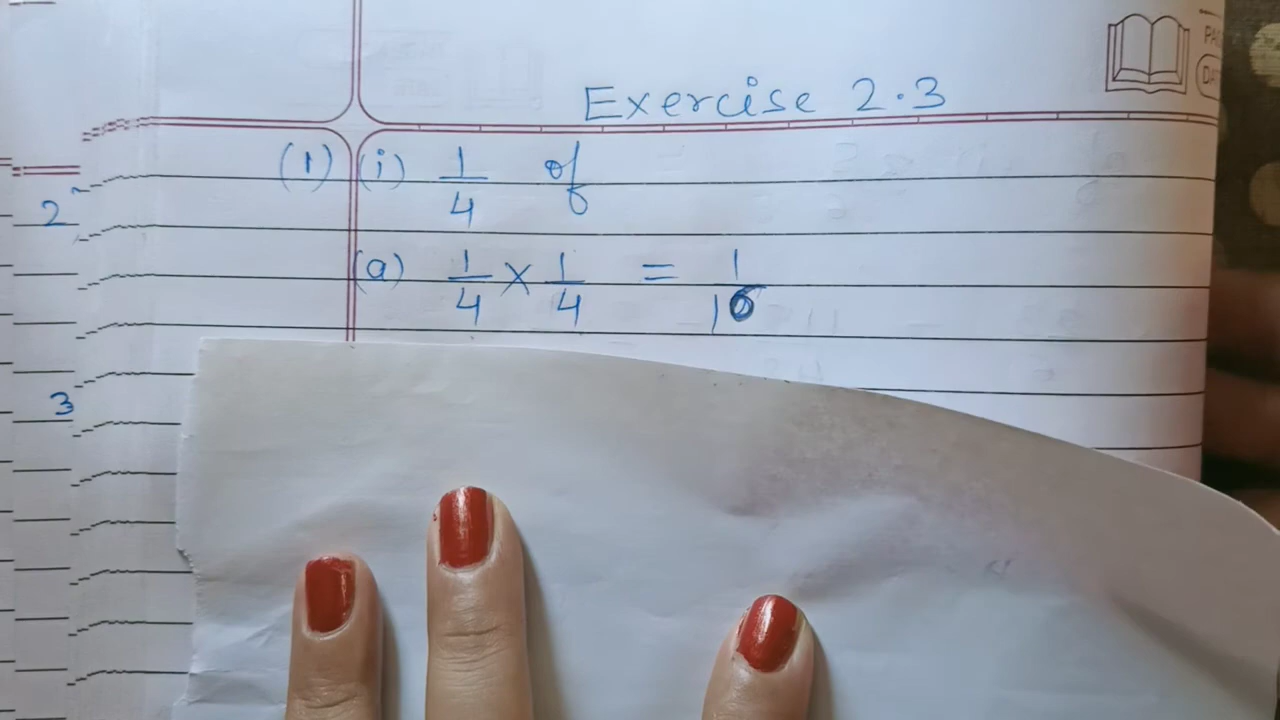 Exercise 2.3
(1) (i) 1/4 of
2
(a) 1/4 × 1/4 = 1/16
3